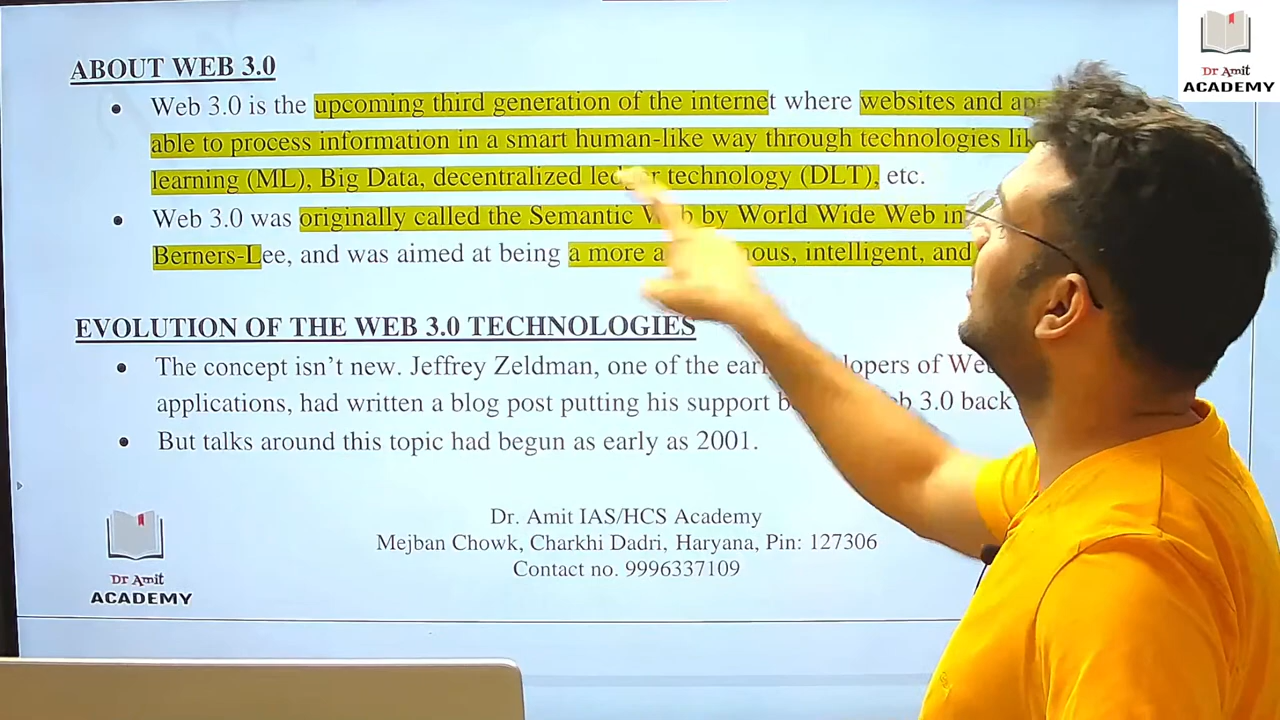 Dr Amit
ACADEMY
ABOUT WEB 3.0
Web 3.0 is the upcoming third generation of the internet where websites and
able to process information in a smart human-like way through technologies
learning (ML), Big Data, decentralized ledger technology (DLT), etc.
Web 3.0 was originally called the Semantic Web by World Wide Web in
Berners-Lee, and was aimed at being a more intelligent, and
EVOLUTION OF THE WEB 3.0 TECHNOLOGIES
The concept isn't new. Jeffrey Zeldman, one of the
applications, had written a blog post putting his support 3.0 back
But talks around this topic had begun as early as 2001.
Dr. Amit IAS/HCS Academy
Mejban Chowk, Charkhi Dadri, Haryana, Pin: 127306
Contact no. 9996337109
Dr Amit
ACADEMY